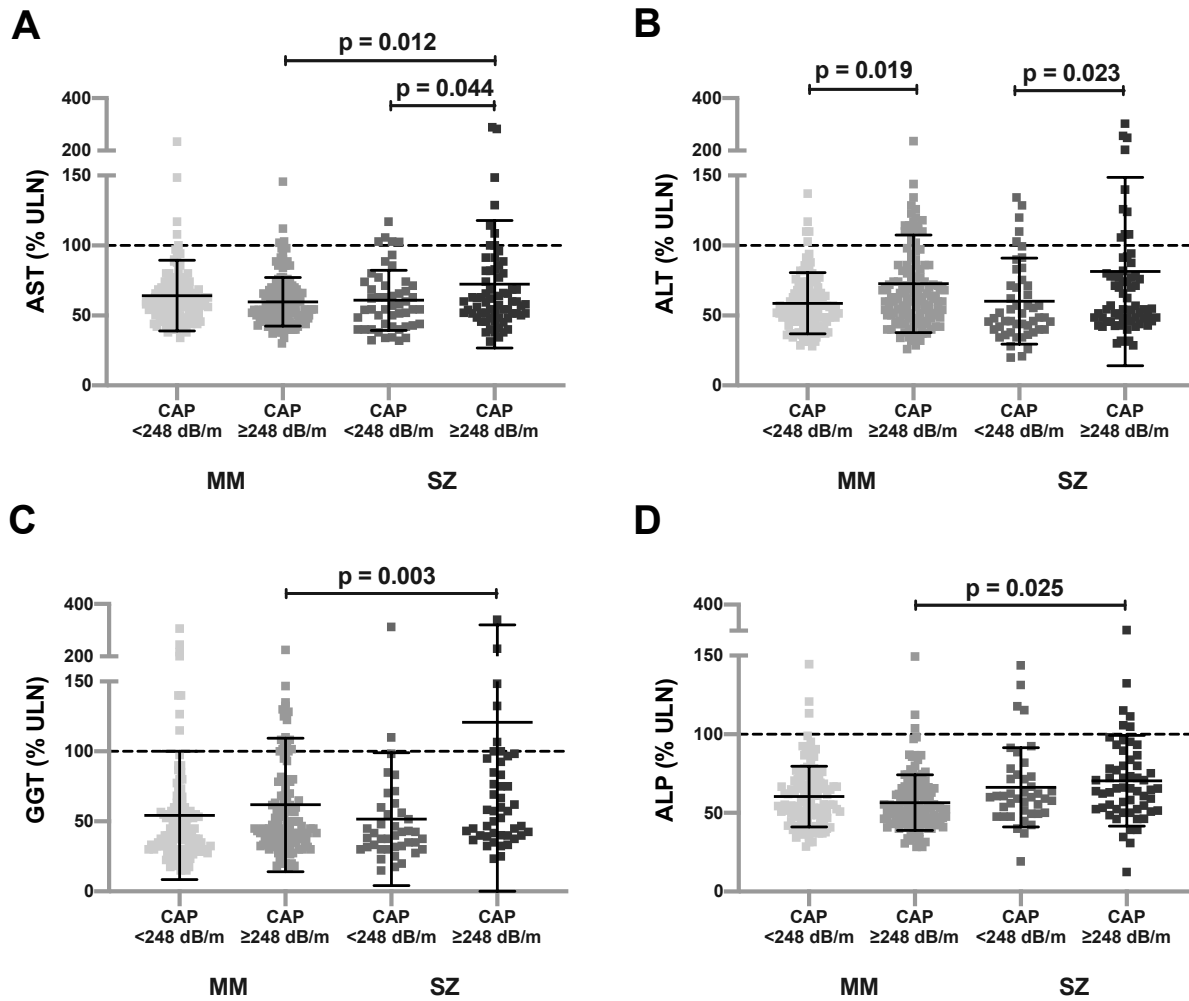 A
p = 0.012
p = 0.044
AST (% ULN)
400
200
150
100
50
0
CAP <248 dB/m
CAP ≥248 dB/m
CAP <248 dB/m
CAP ≥248 dB/m
MM
SZ
B
p = 0.019
p = 0.023
ALT (% ULN)
400
200
150
100
50
0
CAP <248 dB/m
CAP ≥248 dB/m
CAP <248 dB/m
CAP ≥248 dB/m
MM
SZ
C
p = 0.003
GGT (% ULN)
400
200
150
100
50
0
CAP <248 dB/m
CAP ≥248 dB/m
CAP <248 dB/m
CAP ≥248 dB/m
MM
SZ
D
p = 0.025
ALP (% ULN)
400
150
100
50
0
CAP <248 dB/m
CAP ≥248 dB/m
CAP <248 dB/m
CAP ≥248 dB/m
MM
SZ